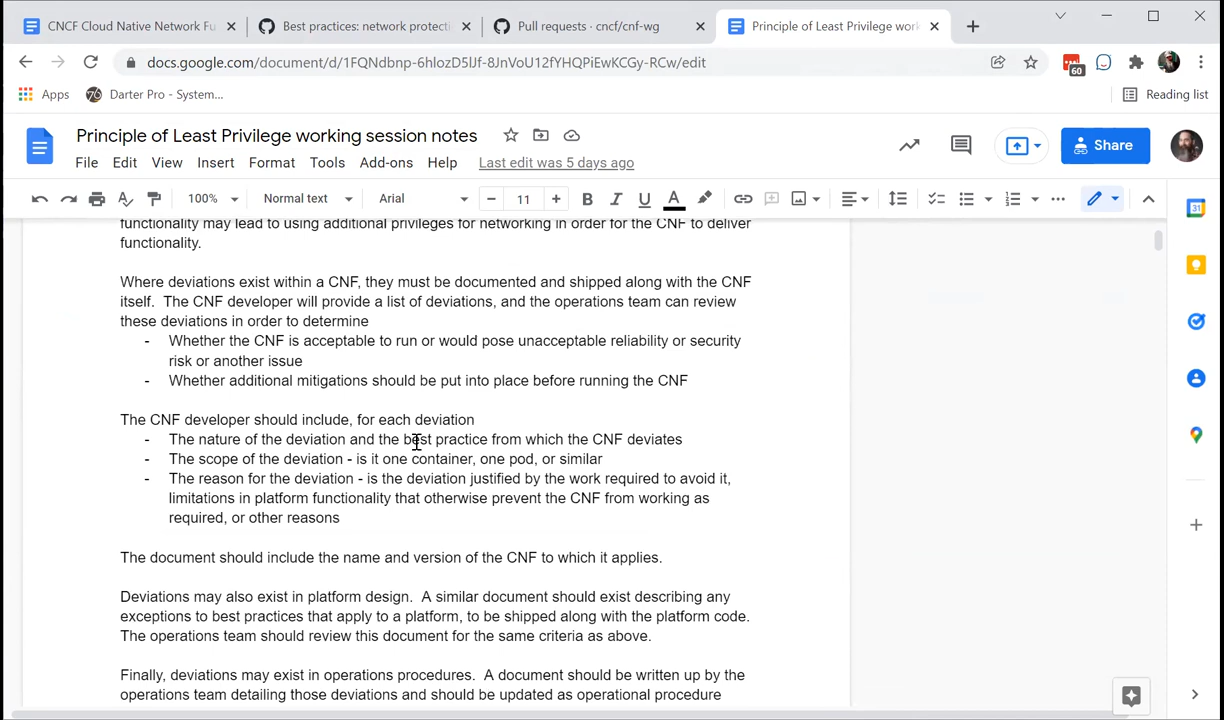 CNCF Cloud Native Network Fu
Best practices: network protecti
Pull requests · cncf/cnf-wg
Principle of Least Privilege work
docs.google.com/document/d/1FQNdbnp-6hlozD5lJf-8JnVoU12fYHQPiEwKCGy-RCw/edit
60
Apps
Darter Pro - System...
Reading list
Principle of Least Privilege working session notes
Share
File Edit View Insert Format Tools Add-ons Help Last edit was 5 days ago
100% Normal text Arial 11 B I U A
31
functionality may lead to using additional privileges for networking in order for the CNF to deliver
functionality.
Where deviations exist within a CNF, they must be documented and shipped along with the CNF
itself. The CNF developer will provide a list of deviations, and the operations team can review
these deviations in order to determine
- Whether the CNF is acceptable to run or would pose unacceptable reliability or security
risk or another issue
- Whether additional mitigations should be put into place before running the CNF
The CNF developer should include, for each deviation
- The nature of the deviation and the best practice from which the CNF deviates
- The scope of the deviation - is it one container, one pod, or similar
- The reason for the deviation - is the deviation justified by the work required to avoid it,
limitations in platform functionality that otherwise prevent the CNF from working as
required, or other reasons
The document should include the name and version of the CNF to which it applies.
Deviations may also exist in platform design. A similar document should exist describing any
exceptions to best practices that apply to a platform, to be shipped along with the platform code.
The operations team should review this document for the same criteria as above.
Finally, deviations may exist in operations procedures. A document should be written up by the
operations team detailing those deviations and should be updated as operational procedure